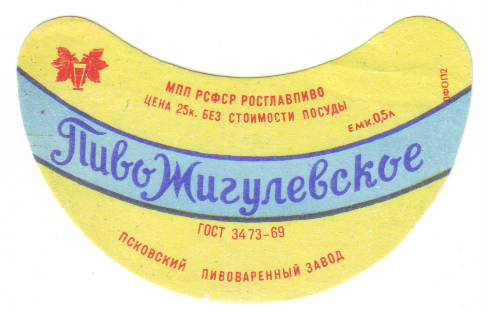 МПП РСФСР РОСГЛАВПИВО
ЦЕНА 25к. БЕЗ СТОИМОСТИ ПОСУДЫ
ЕМК.0,5л
ЛФОП2
Пиво Жигулевское
ГОСТ 3473-69
ПСКОВСКИЙ ПИВОВАРЕННЫЙ ЗАВОД